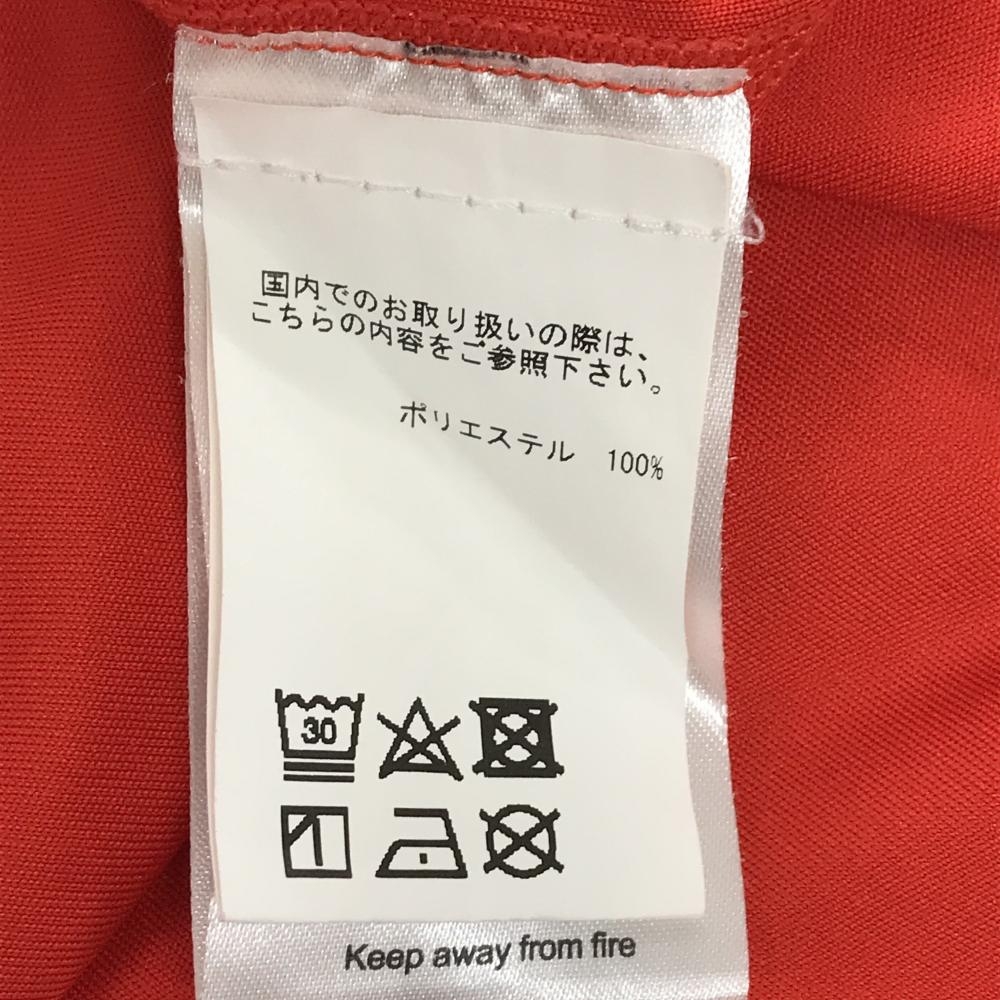 国内でのお取り扱いの際は、
こちらの内容をご参照下さい。
ポリエステル 100%
30
Keep away from fire